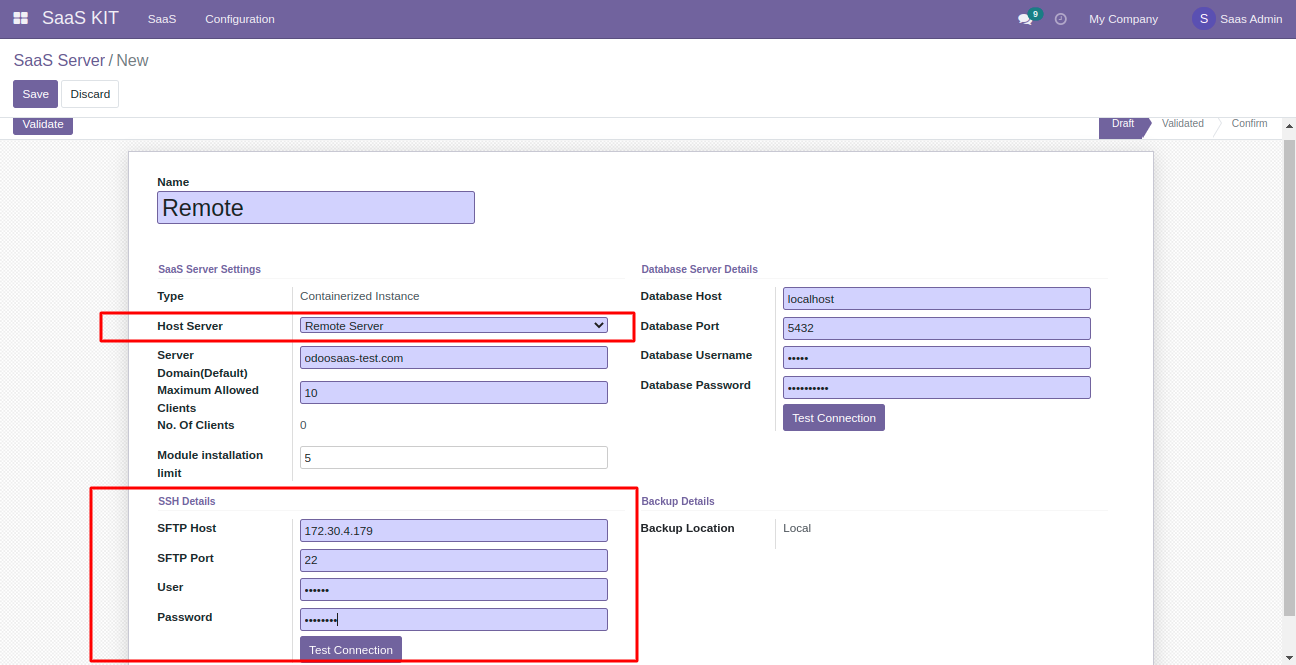 SaaS KIT SaaS Configuration 9 My Company S Saas Admin
SaaS Server / New
Save Discard
Validate Draft Validated Confirm
Name
Remote
SaaS Server Settings
Type Containerized Instance
Host Server Remote Server
Server Domain(Default) odoosaas-test.com
Maximum Allowed Clients 10
No. Of Clients 0
Module installation limit 5
Database Server Details
Database Host localhost
Database Port 5432
Database Username •••••
Database Password ••••••••••
Test Connection
SSH Details
SFTP Host 172.30.4.179
SFTP Port 22
User ••••••
Password ••••••••
Test Connection
Backup Details
Backup Location Local